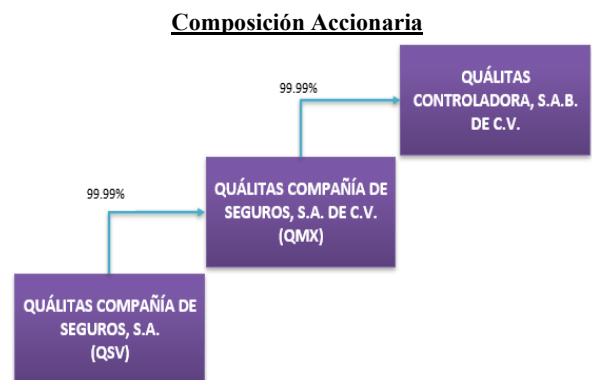 Composición Accionaria
99.99%
QUÁLITAS
CONTROLADORA, S.A.B.
DE C.V.
99.99%
QUÁLITAS COMPAÑÍA DE
SEGUROS, S.A. DE C.V.
(QMX)
QUÁLITAS COMPAÑÍA DE
SEGUROS, S.A.
(QSV)